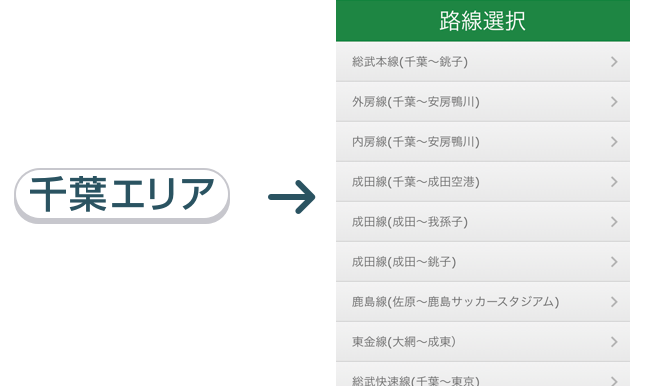 千葉エリア
路線選択
総武本線(千葉〜銚子)
外房線(千葉〜安房鴨川)
内房線(千葉〜安房鴨川)
成田線(千葉〜成田空港)
成田線(成田〜我孫子)
成田線(成田〜銚子)
鹿島線(佐原〜鹿島サッカースタジアム)
東金線(大網〜成東）
総武快速線(千葉〜東京)